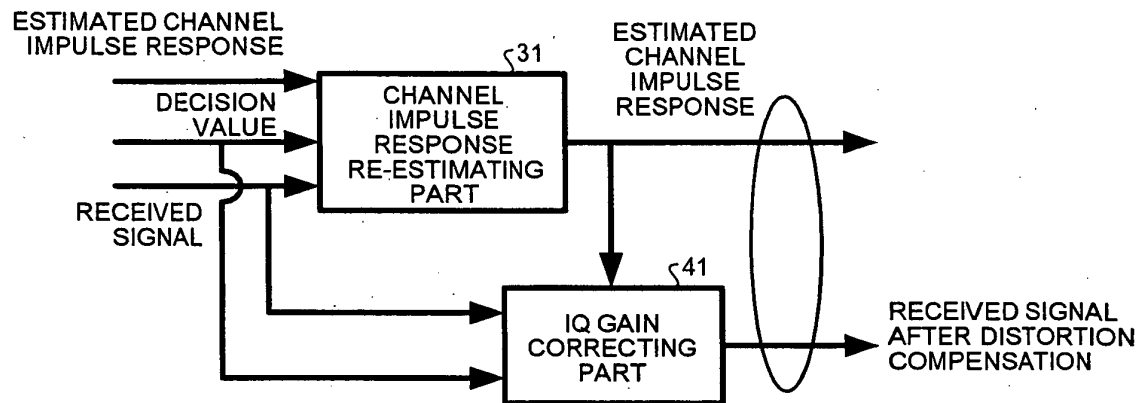 ESTIMATED CHANNEL
IMPULSE RESPONSE
DECISION
VALUE
RECEIVED
SIGNAL
31
CHANNEL
IMPULSE
RESPONSE
RE-ESTIMATING
PART
ESTIMATED
CHANNEL
IMPULSE
RESPONSE
41
IQ GAIN
CORRECTING
PART
RECEIVED SIGNAL
AFTER DISTORTION
COMPENSATION